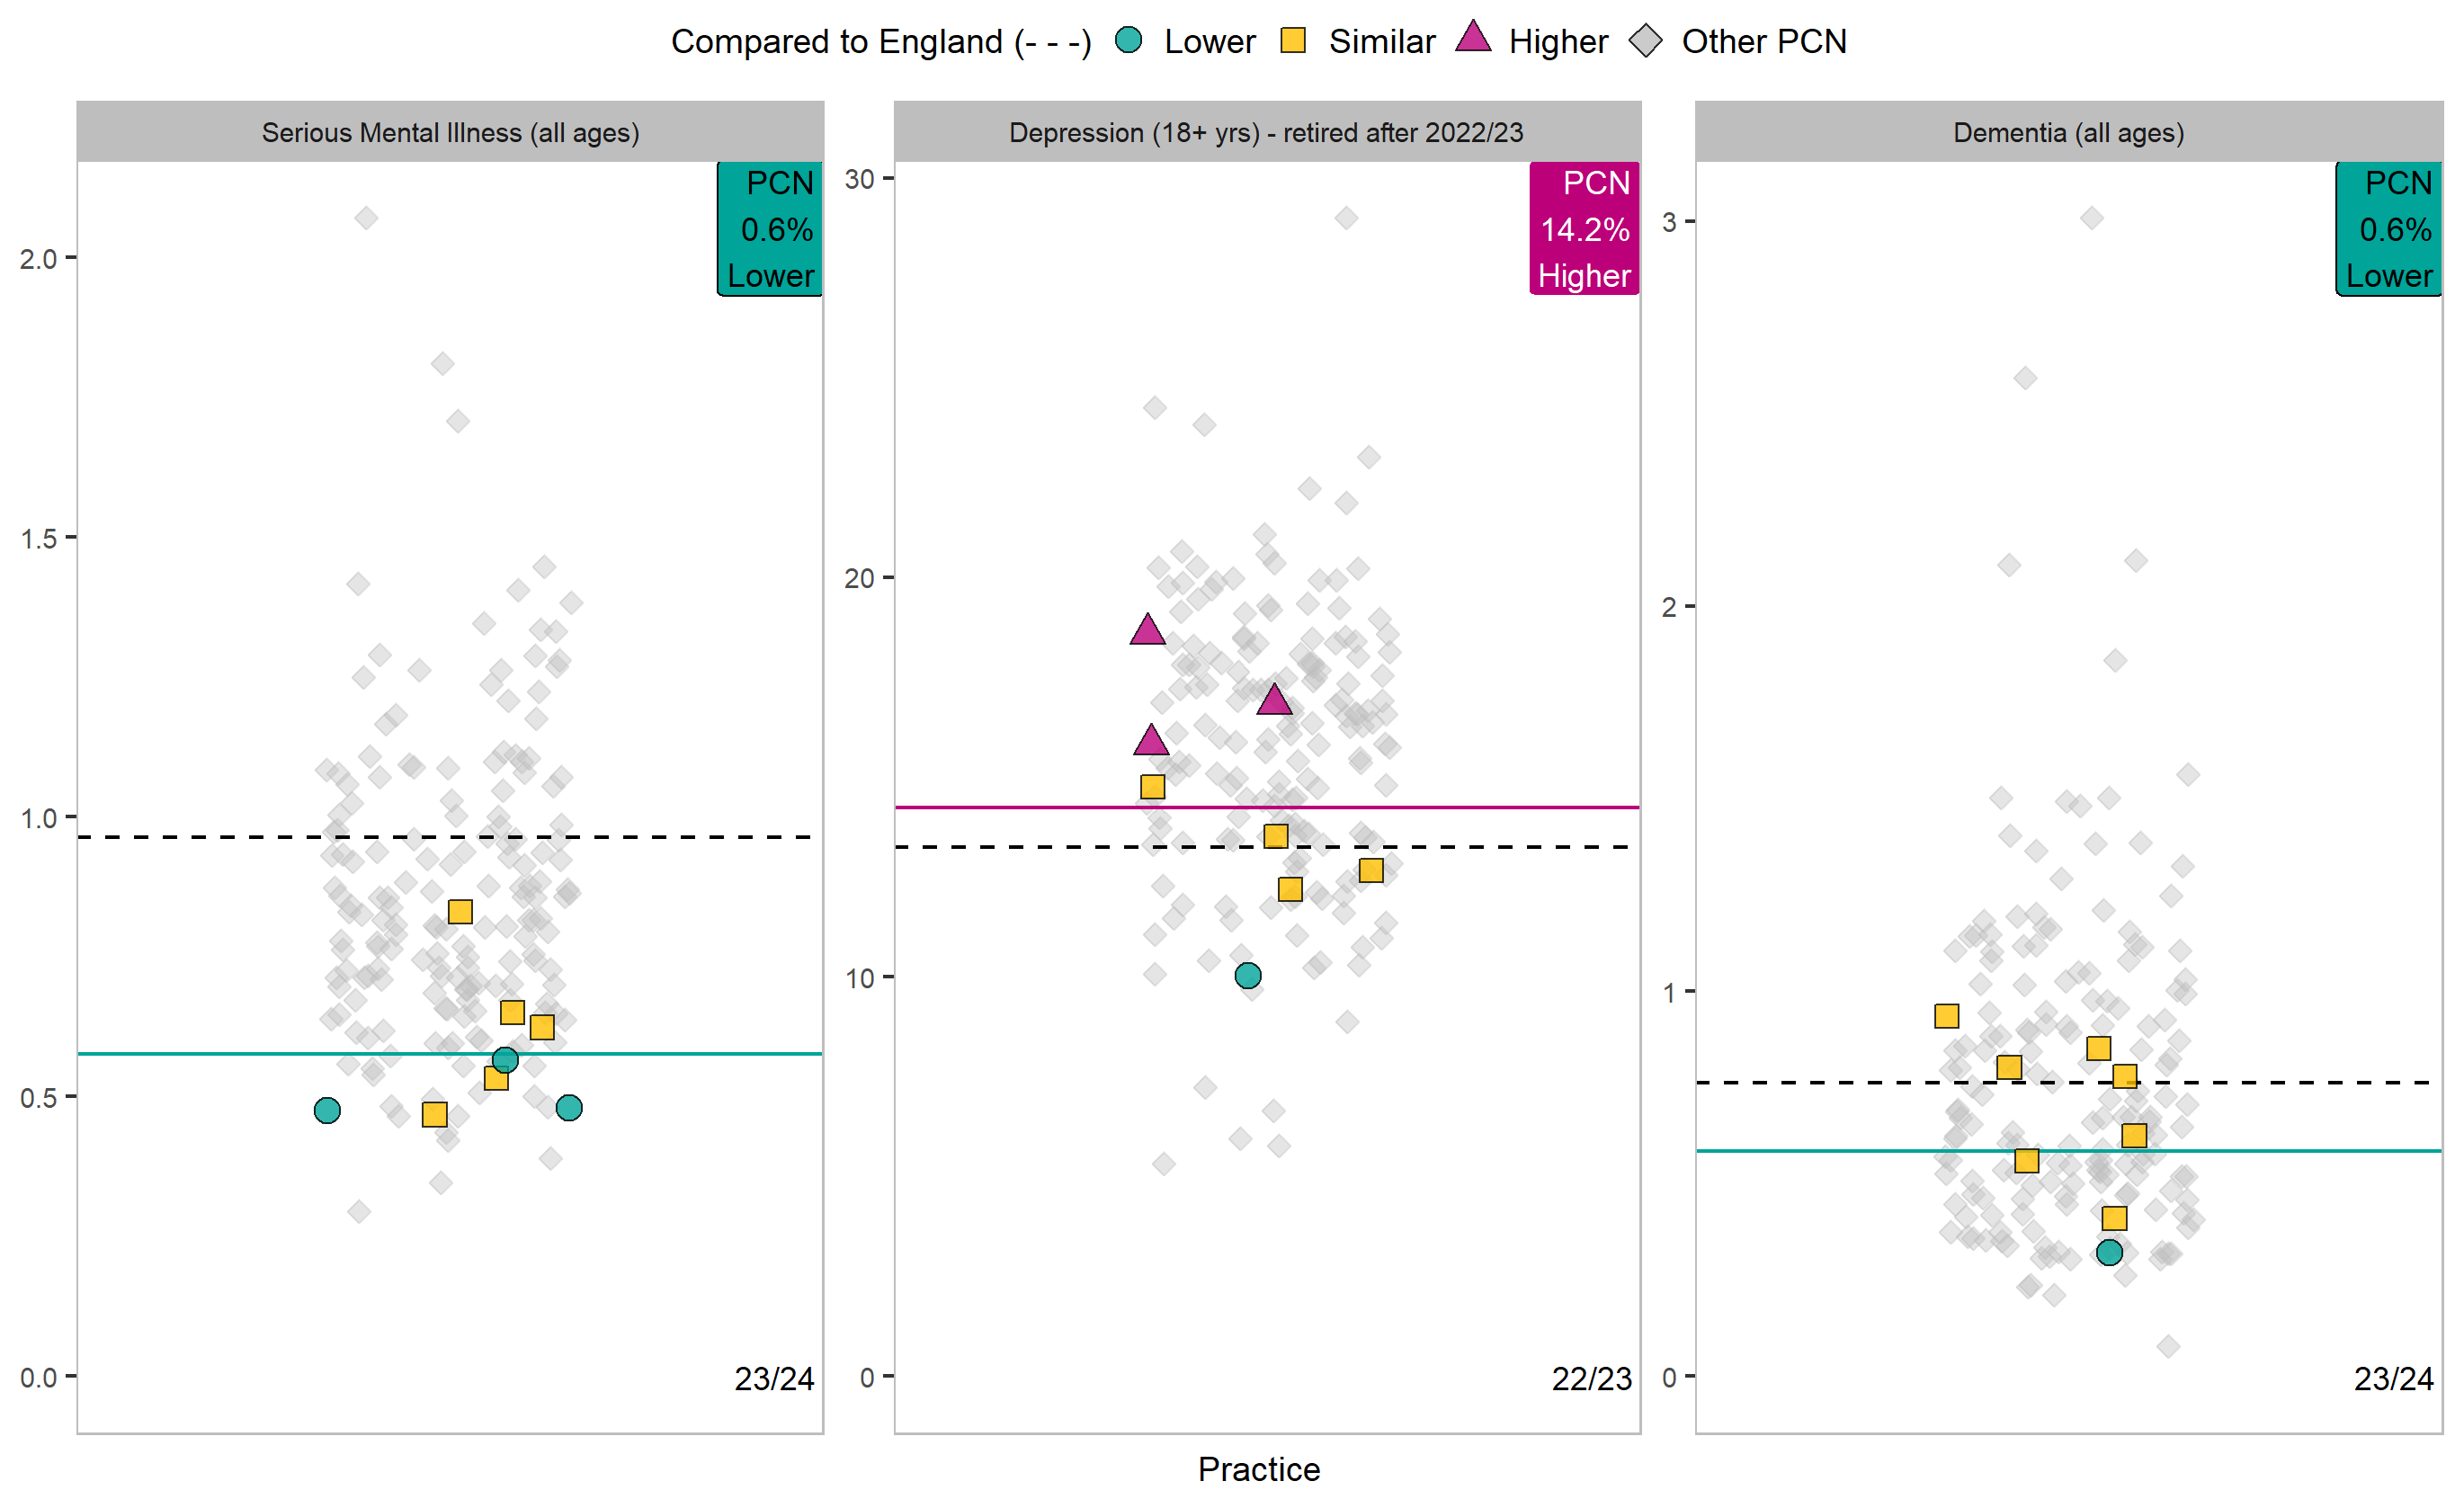 Compared to England (- - -) Lower Similar Higher Other PCN
Serious Mental Illness (all ages)
PCN
0.6%
Lower
2.0
1.5
1.0
0.5
0.0
23/24
Depression (18+ yrs) - retired after 2022/23
PCN
14.2%
Higher
30
20
10
0
22/23
Dementia (all ages)
PCN
0.6%
Lower
3
2
1
0
23/24
Practice